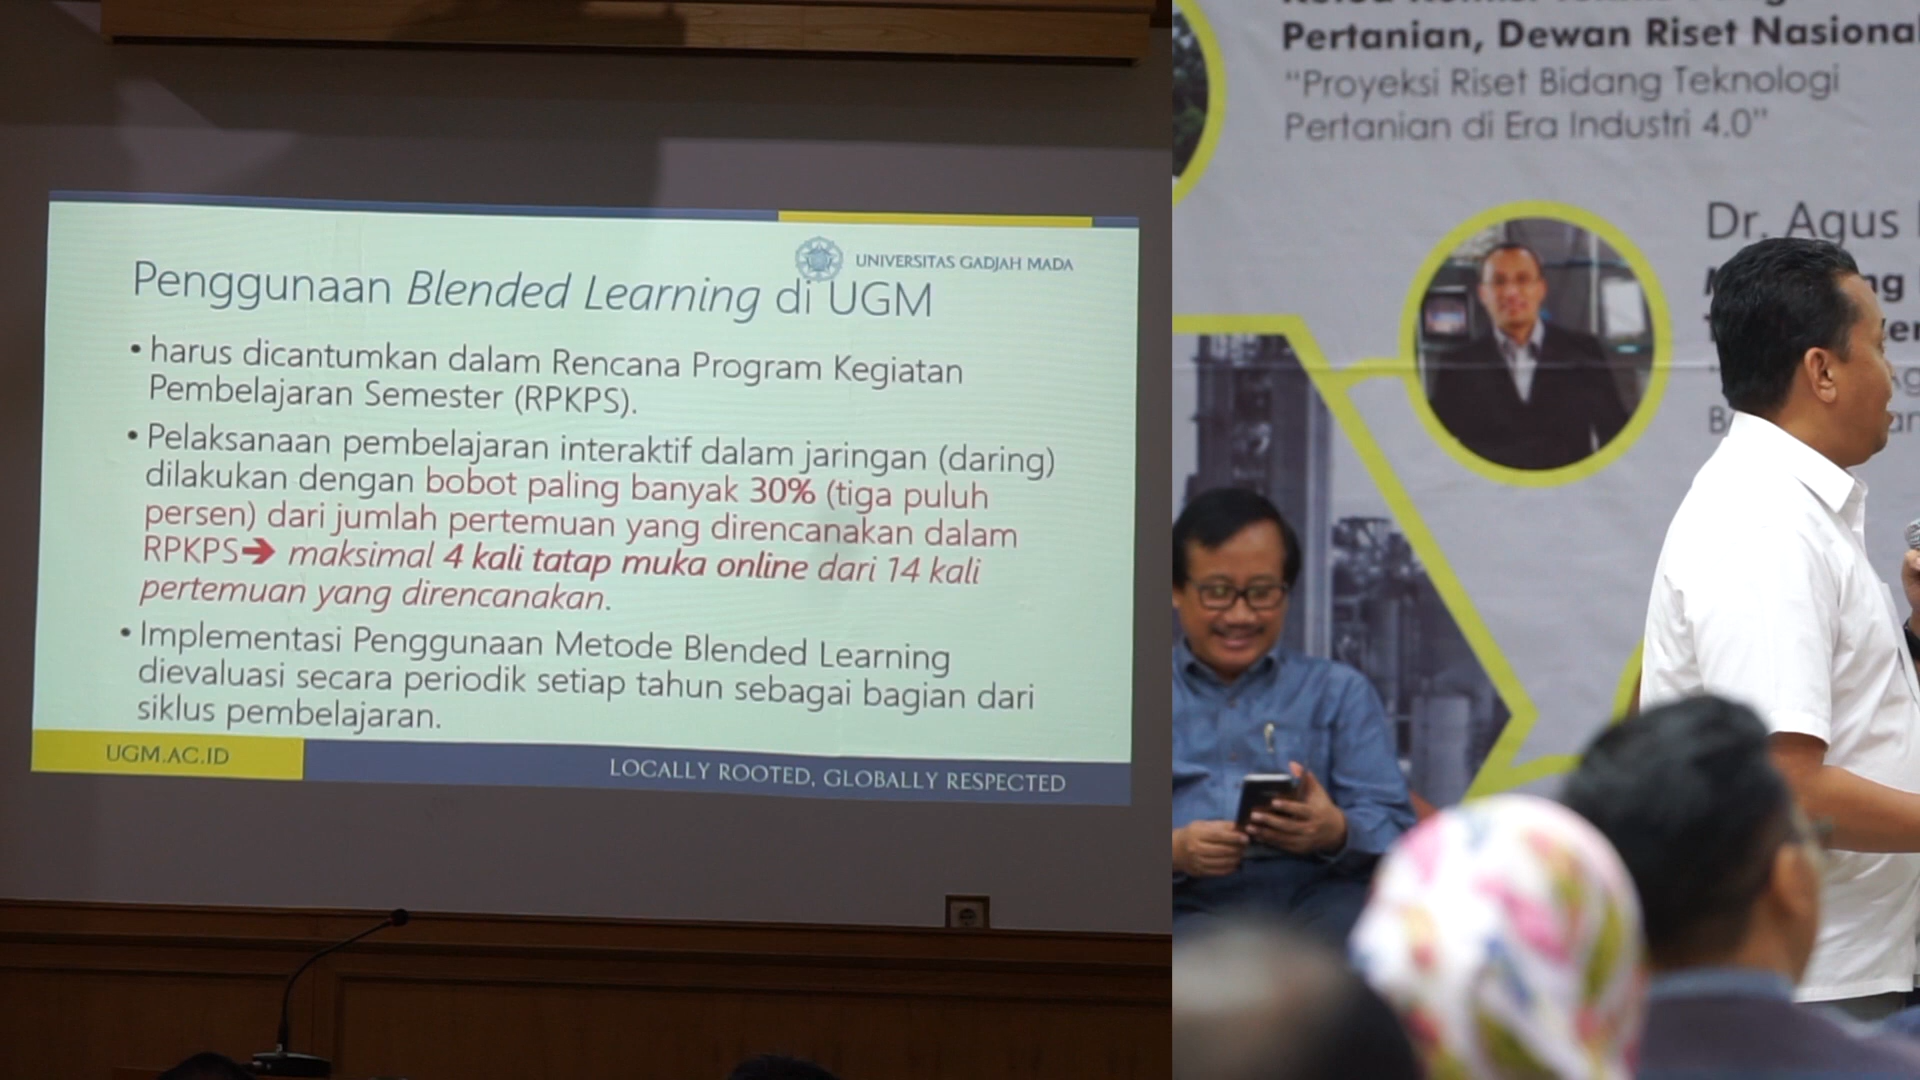 UNIVERSITAS GADJAH MADA
Penggunaan Blended Learning di UGM
• harus dicantumkan dalam Rencana Program Kegiatan
Pembelajaran Semester (RPKPS).
• Pelaksanaan pembelajaran interaktif dalam jaringan (daring)
dilakukan dengan bobot paling banyak 30% (tiga puluh
persen) dari jumlah pertemuan yang direncanakan dalam
RPKPS➔ maksimal 4 kali tatap muka online dari 14 kali
pertemuan yang direncanakan.
• Implementasi Penggunaan Metode Blended Learning
dievaluasi secara periodik setiap tahun sebagai bagian dari
siklus pembelajaran.
UGM.AC.ID
LOCALLY ROOTED, GLOBALLY RESPECTED
Pertanian, Dewan Riset Nasional
“Proyeksi Riset Bidang Teknologi
Pertanian di Era Industri 4.0”
Dr. Agus